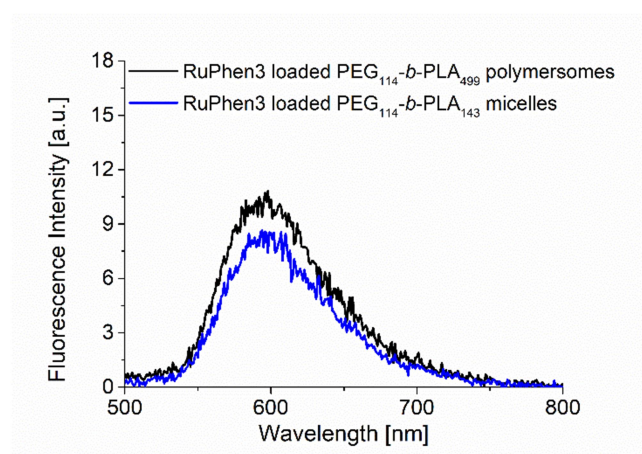 18
RuPhen3 loaded PEG114-b-PLA499 polymersomes
RuPhen3 loaded PEG114-b-PLA143 micelles
15
12
9
6
3
0
Fluorescence Intensity [a.u.]
500 600 700 800
Wavelength [nm]